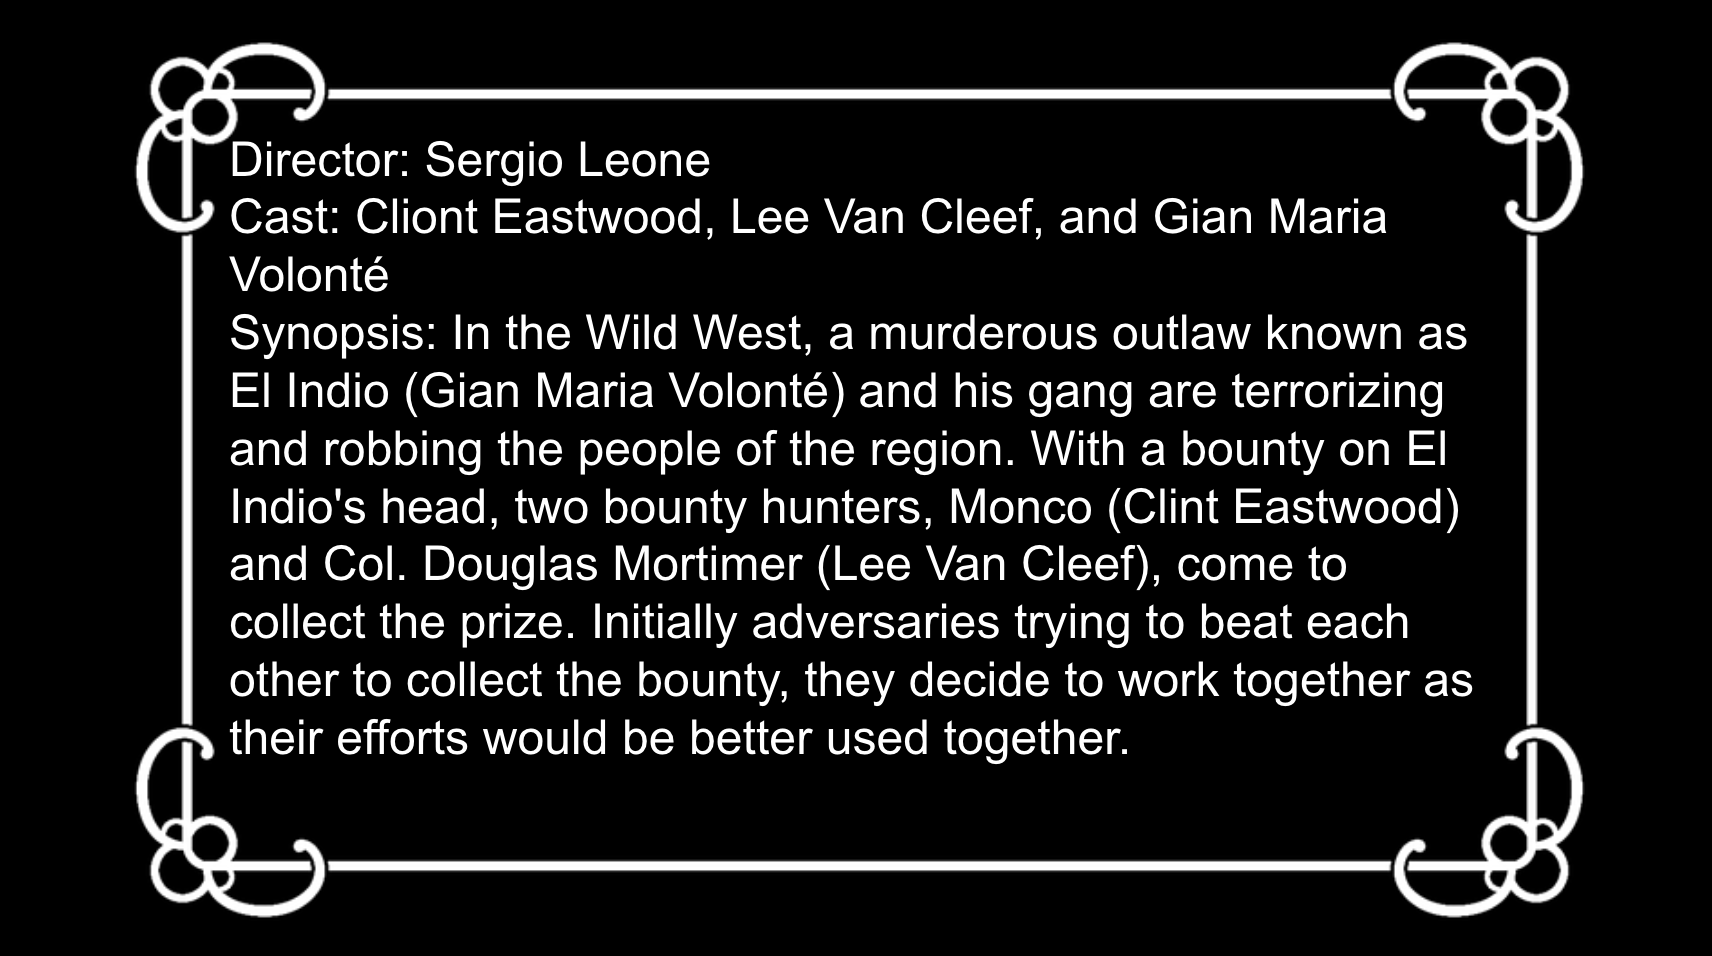 Director: Sergio Leone
Cast: Cliont Eastwood, Lee Van Cleef, and Gian Maria
Volonté
Synopsis: In the Wild West, a murderous outlaw known as
El Indio (Gian Maria Volonté) and his gang are terrorizing
and robbing the people of the region. With a bounty on El
Indio's head, two bounty hunters, Monco (Clint Eastwood)
and Col. Douglas Mortimer (Lee Van Cleef), come to
collect the prize. Initially adversaries trying to beat each
other to collect the bounty, they decide to work together as
their efforts would be better used together.